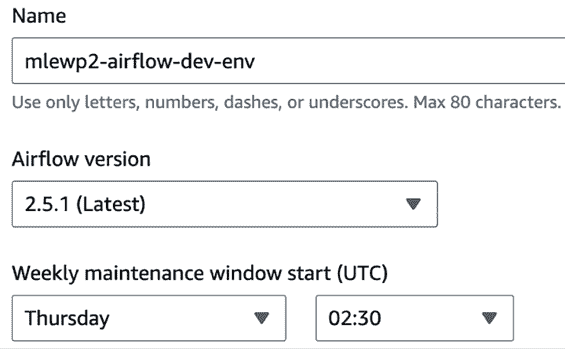 Name
mlewp2-airflow-dev-env
Use only letters, numbers, dashes, or underscores. Max 80 characters.
Airflow version
2.5.1 (Latest)
Weekly maintenance window start (UTC)
Thursday 02:30